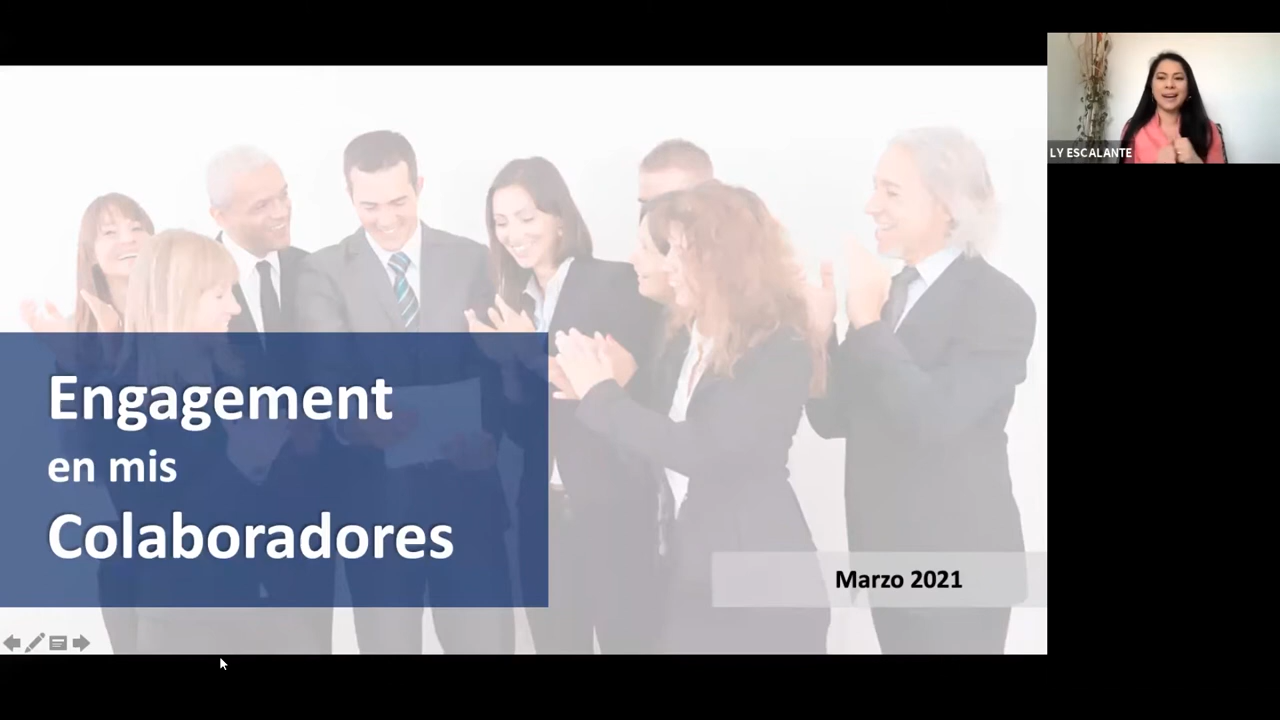 Engagement
en mis
Colaboradores
Marzo 2021
LY ESCALANTE